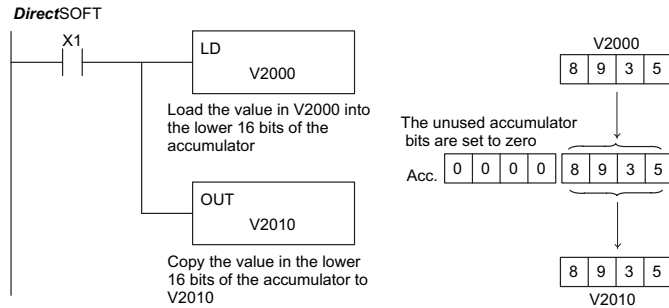 DirectSOFT
X1
LD
V2000
Load the value in V2000 into
the lower 16 bits of the
accumulator
OUT
V2010
Copy the value in the lower
16 bits of the accumulator to
V2010
V2000
8 9 3 5
The unused accumulator
bits are set to zero
Acc. 0 0 0 0 8 9 3 5
8 9 3 5
V2010